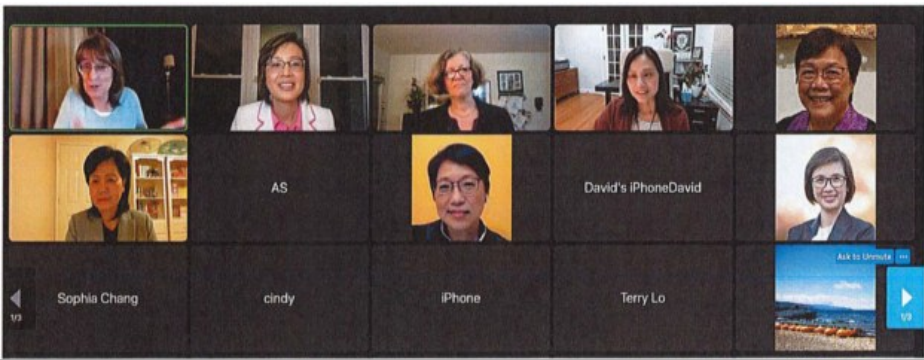 AS
David's iPhoneDavid
Ask to Unmute
Sophia Chang
cindy
iPhone
Terry Lo
1/3
1/3